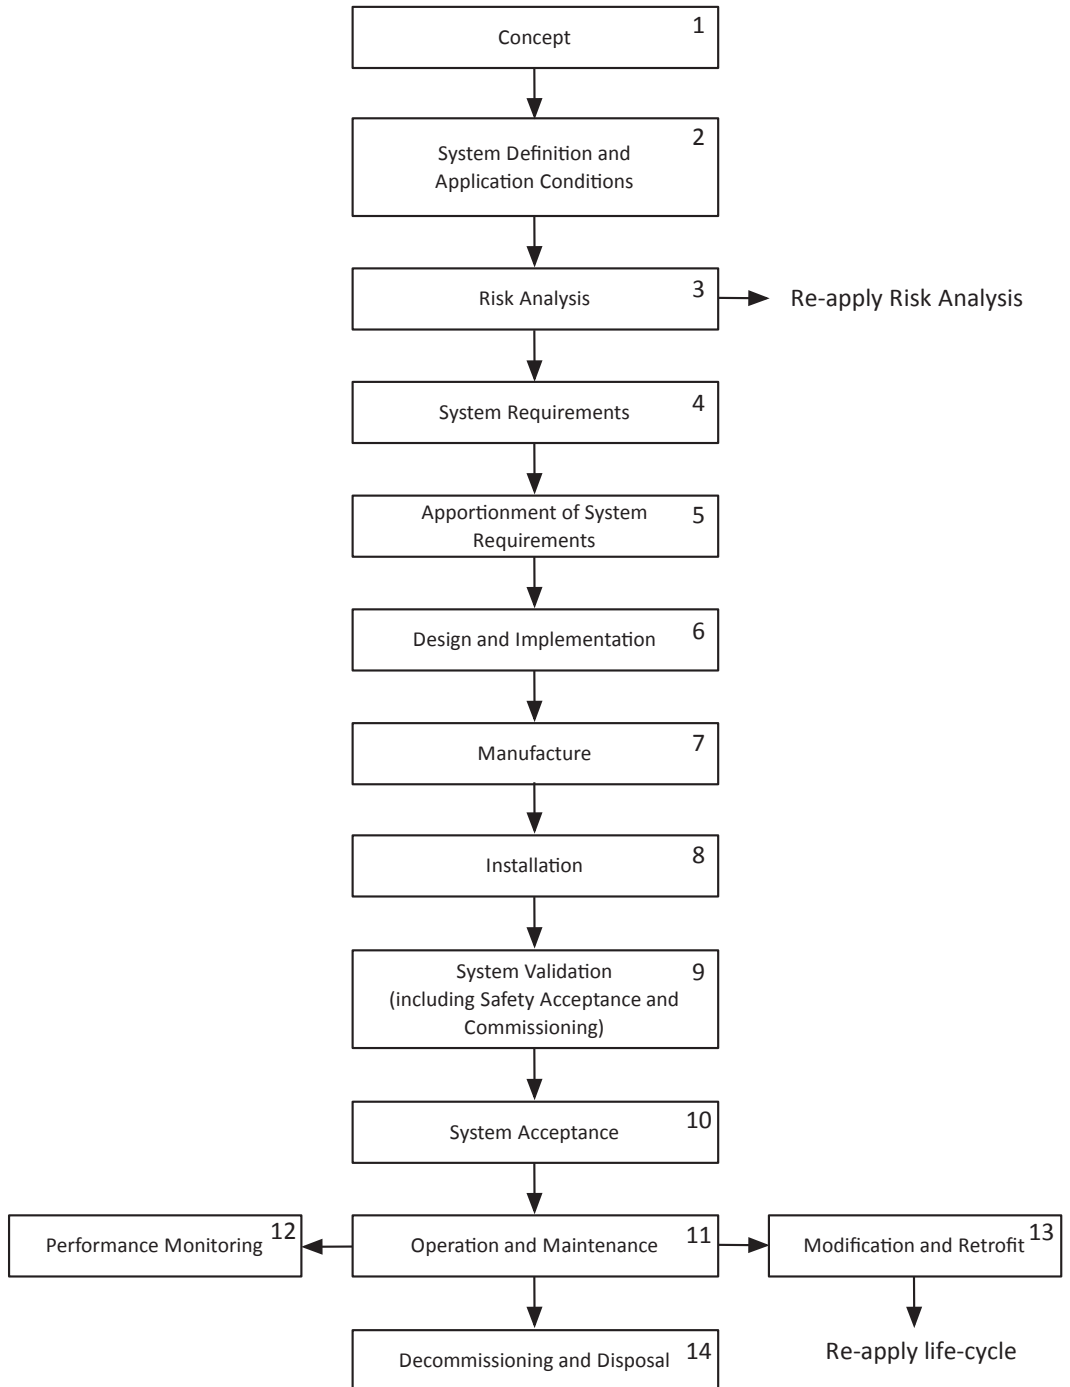 Concept
1
System Definition and
Application Conditions
2
Risk Analysis
3
Re-apply Risk Analysis
System Requirements
4
Apportionment of System
Requirements
5
Design and Implementation
6
Manufacture
7
Installation
8
System Validation
(including Safety Acceptance and
Commissioning)
9
System Acceptance
10
Performance Monitoring
12
Operation and Maintenance
11
Modification and Retrofit
13
Decommissioning and Disposal
14
Re-apply life-cycle